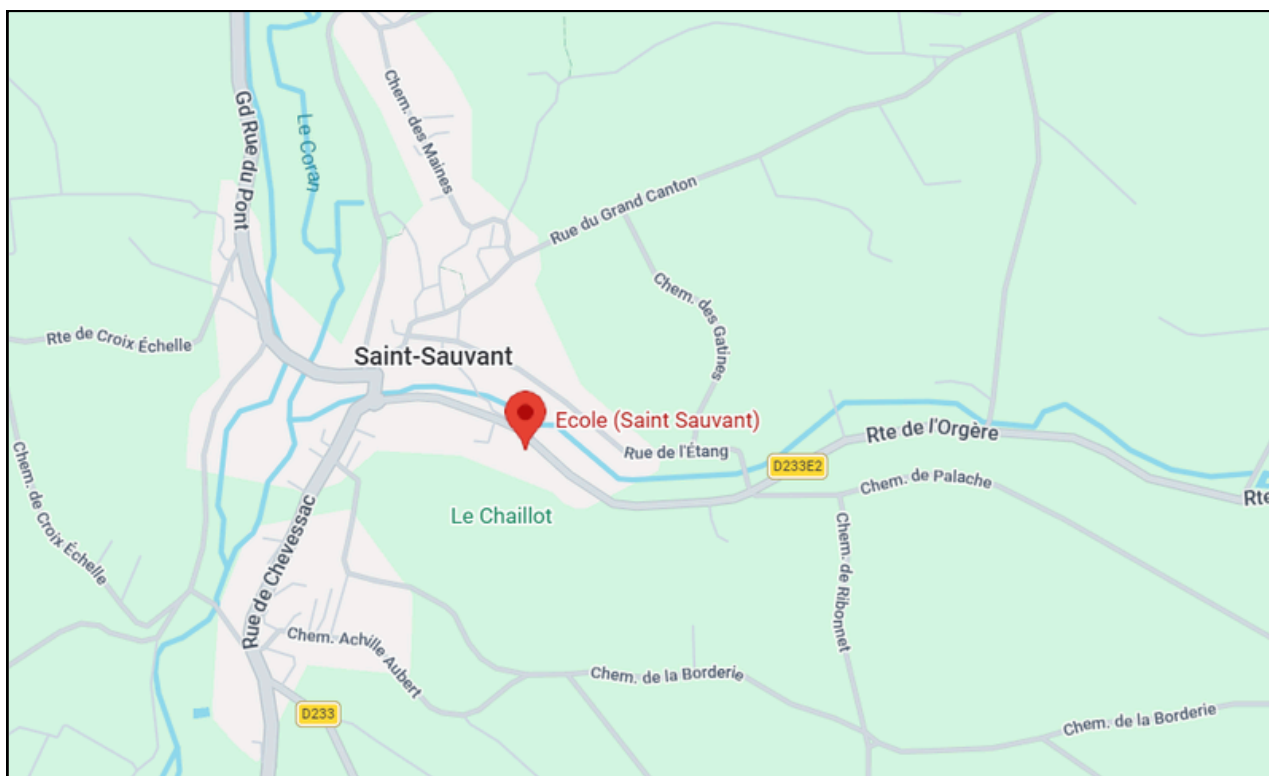 Chem. des Maines
Gd Rue du Pont
Le Coran
Rue du Grand Canton
Chem. des Gatines
Rte de Croix Échelle
Saint-Sauvant
Ecole (Saint Sauvant)
Rte de l'Orgère
Rue de l'Étang
D233E2
Chem. de Palache
Rte
Chem. de Croix Échelle
Le Chaillot
Rue de Chevessac
Chem. de Ribonnet
Chem. Achille Aubert
Chem. de la Borderie
D233
Chem. de la Borderie